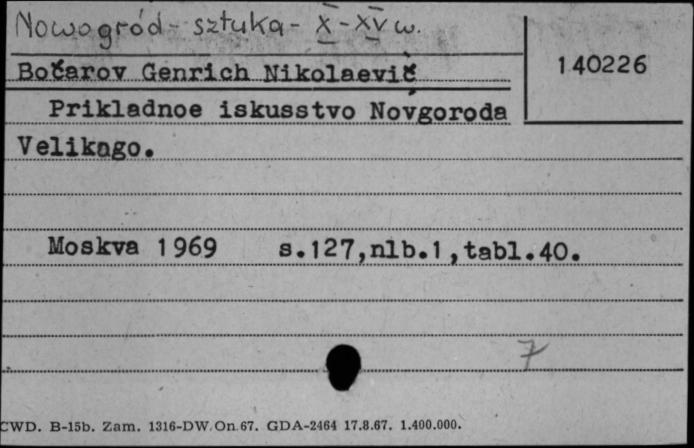 Nowogród - sztuka - X - XV w.
Bočarov Genrich Nikolaevič
140226
Prikladnoe iskusstvo Novgoroda
Velikago.
Moskva 1969 s.127,nlb.1,tabl.40.
7
CWD. B-15b. Zam. 1316-DW.On.67. GDA-2464 17.8.67. 1.400.000.